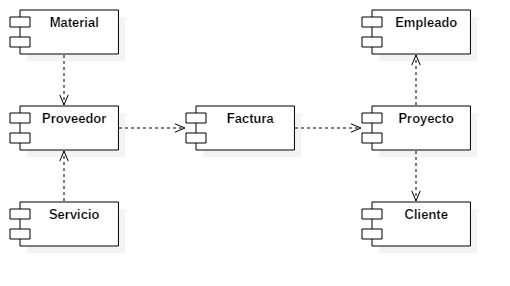 Material
Empleado
Proveedor
Factura
Proyecto
Servicio
Cliente